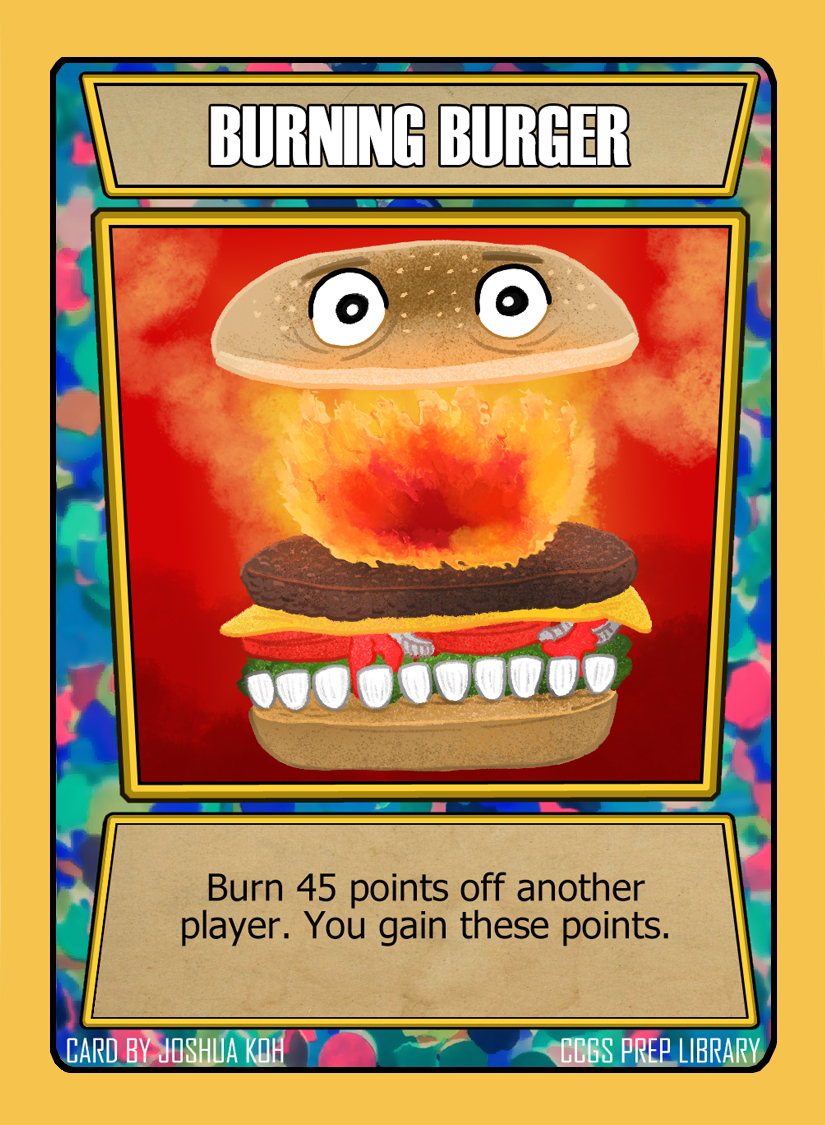 BURNING BURGER
Burn 45 points off another
player. You gain these points.
CARD BY JOSHUA KOH
CCGS PREP LIBRARY